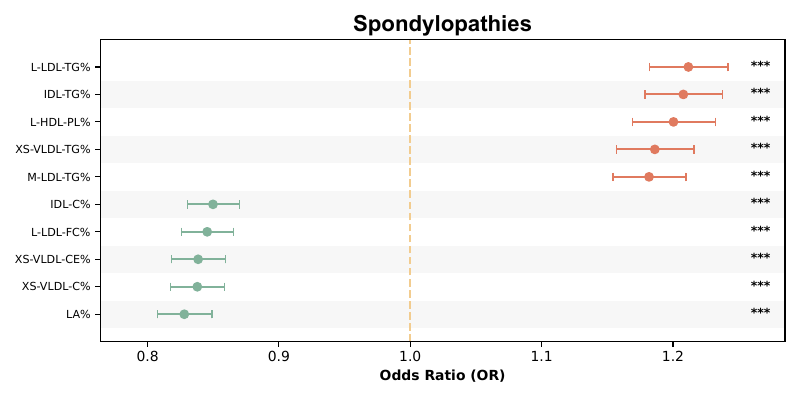 Spondylopathies
L-LDL-TG% ***
IDL-TG% ***
L-HDL-PL% ***
XS-VLDL-TG% ***
M-LDL-TG% ***
IDL-C% ***
L-LDL-FC% ***
XS-VLDL-CE% ***
XS-VLDL-C% ***
LA% ***
0.8 0.9 1.0 1.1 1.2
Odds Ratio (OR)